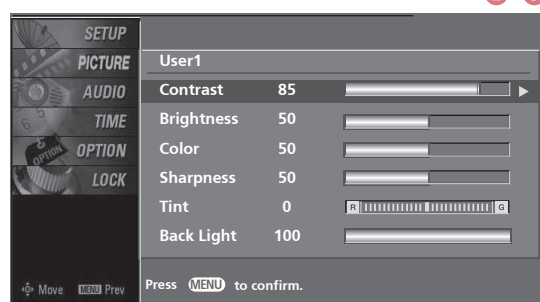 SETUP
PICTURE
AUDIO
TIME
OPTION
LOCK
Move MENU Prev
User1
Contrast 85
Brightness 50
Color 50
Sharpness 50
Tint 0 R G
Back Light 100
Press MENU to confirm.